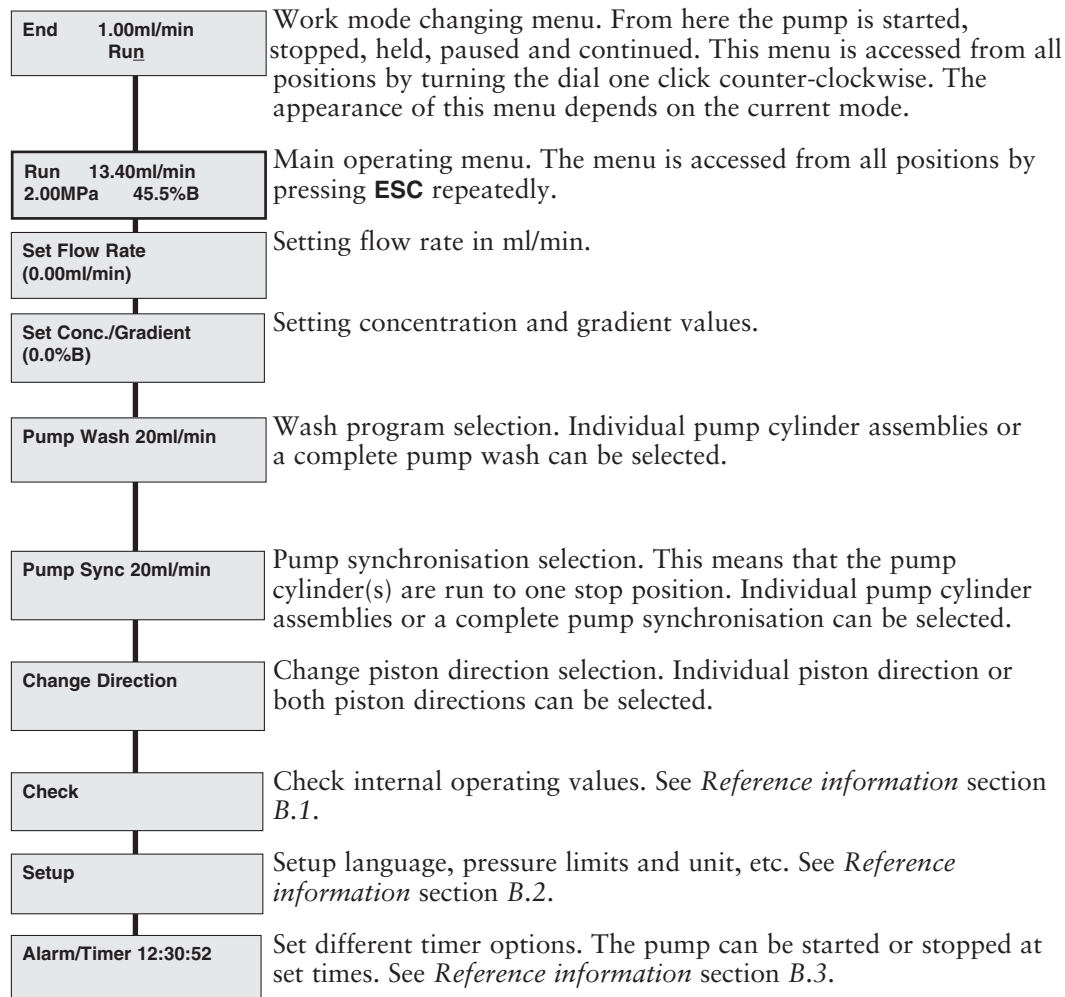 End 1.00ml/min
Run
Work mode changing menu. From here the pump is started,
stopped, held, paused and continued. This menu is accessed from all
positions by turning the dial one click counter-clockwise. The
appearance of this menu depends on the current mode.
Run 13.40ml/min
2.00MPa 45.5%B
Main operating menu. The menu is accessed from all positions by
pressing ESC repeatedly.
Set Flow Rate
(0.00ml/min)
Setting flow rate in ml/min.
Set Conc./Gradient
(0.0%B)
Setting concentration and gradient values.
Pump Wash 20ml/min
Wash program selection. Individual pump cylinder assemblies or
a complete pump wash can be selected.
Pump Sync 20ml/min
Pump synchronisation selection. This means that the pump
cylinder(s) are run to one stop position. Individual pump cylinder
assemblies or a complete pump synchronisation can be selected.
Change Direction
Change piston direction selection. Individual piston direction or
both piston directions can be selected.
Check
Check internal operating values. See Reference information section
B.1.
Setup
Setup language, pressure limits and unit, etc. See Reference
information section B.2.
Alarm/Timer 12:30:52
Set different timer options. The pump can be started or stopped at
set times. See Reference information section B.3.